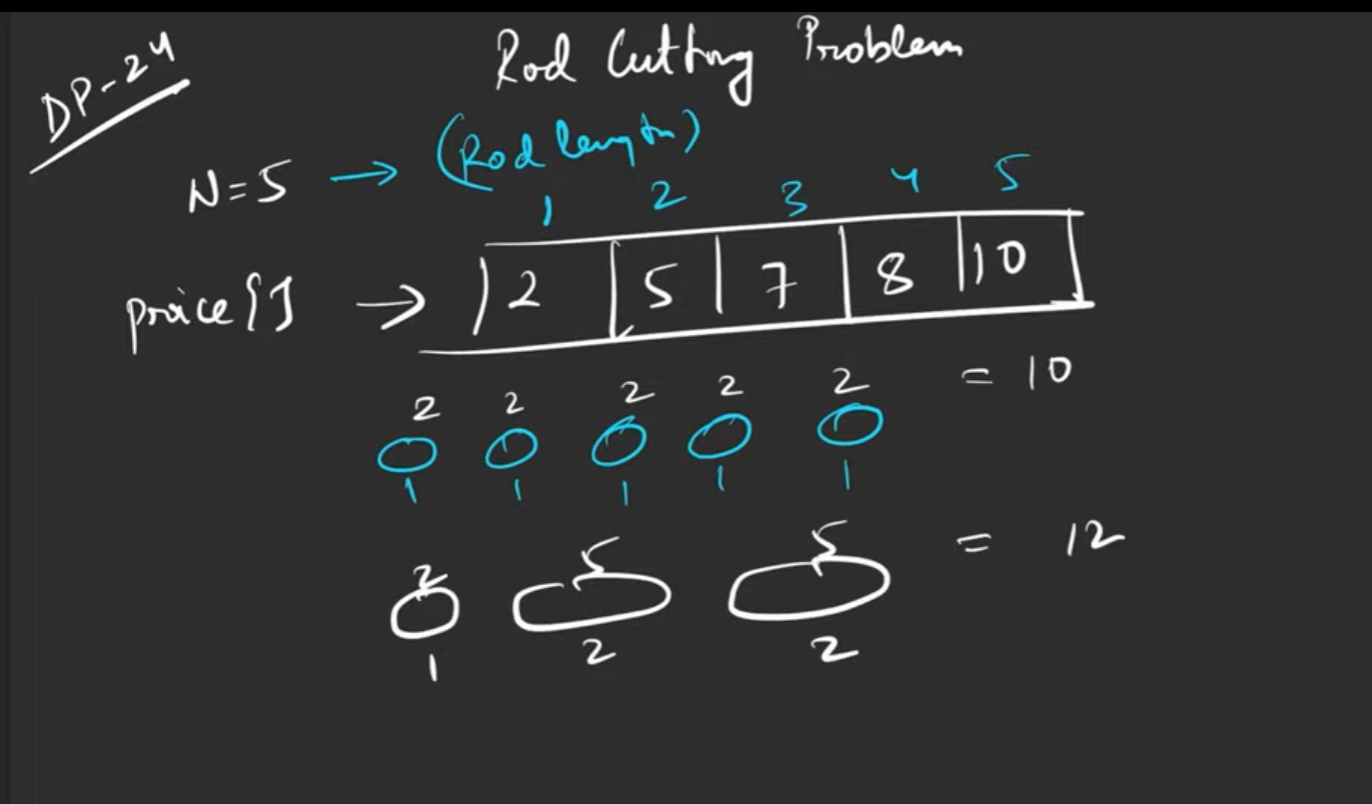 DP-24
Rod Cutting Problem
N=5 → (Rod length)
1 2 3 4 5
price[] → 2 5 7 8 10
2 2 2 2 2 = 10
1 1 1 1 1
2 5 5 = 12
1 2 2